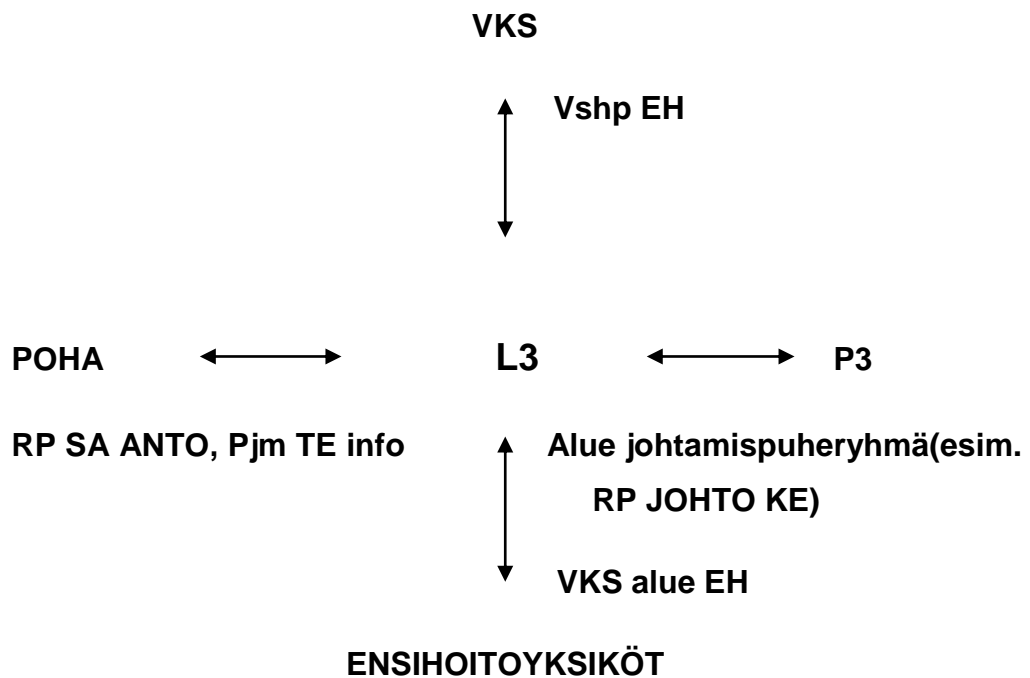 VKS
Vshp EH
POHA
L3
P3
RP SA ANTO, Pjm TE info
Alue johtamispuheryhmä(esim.
RP JOHTO KE)
VKS alue EH
ENSIHOITOYKSIKÖT